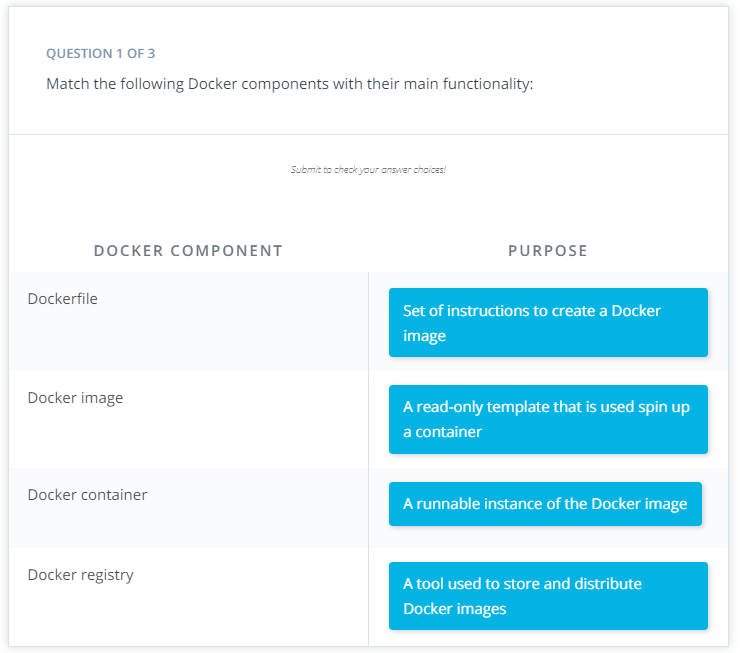 QUESTION 1 OF 3
Match the following Docker components with their main functionality:
Submit to check your answer choices!
DOCKER COMPONENT
PURPOSE
Dockerfile
Set of instructions to create a Docker
image
Docker image
A read-only template that is used spin up
a container
Docker container
A runnable instance of the Docker image
Docker registry
A tool used to store and distribute
Docker images